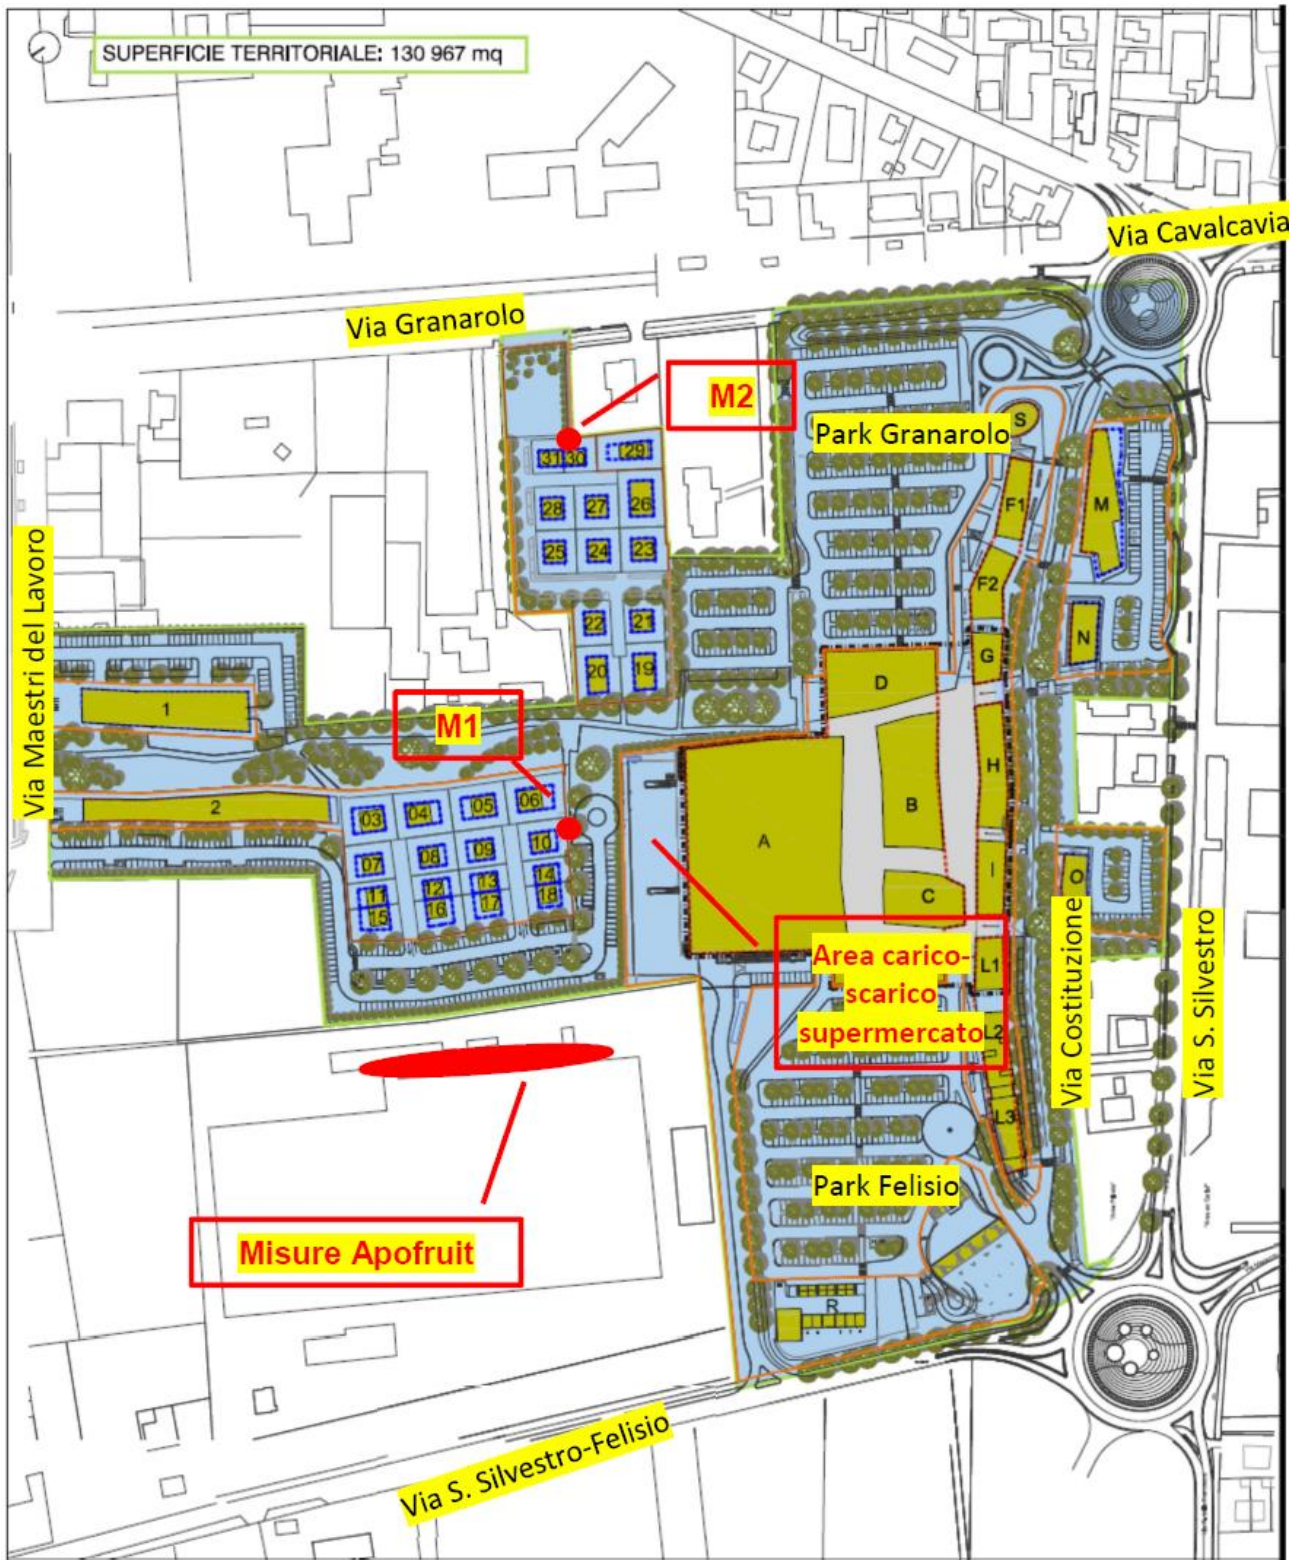 SUPERFICIE TERRITORIALE: 130 967 mq
Via Cavalcavia
Via Granarolo
M2
Park Granarolo
S
31 30
29
F1
M
28
27
26
25
24
23
F2
22
21
N
G
20
19
D
Via Maestri del Lavoro
1
M1
H
2
03
04
05
06
B
A
07
08
09
10
I
O
11
12
13
14
C
15
16
17
18
Area carico-
scarico
supermercato
L1
L2
L3
Via Costituzione
Via S. Silvestro
Park Felisio
Misure Apofruit
R
Via S. Silvestro-Felisio